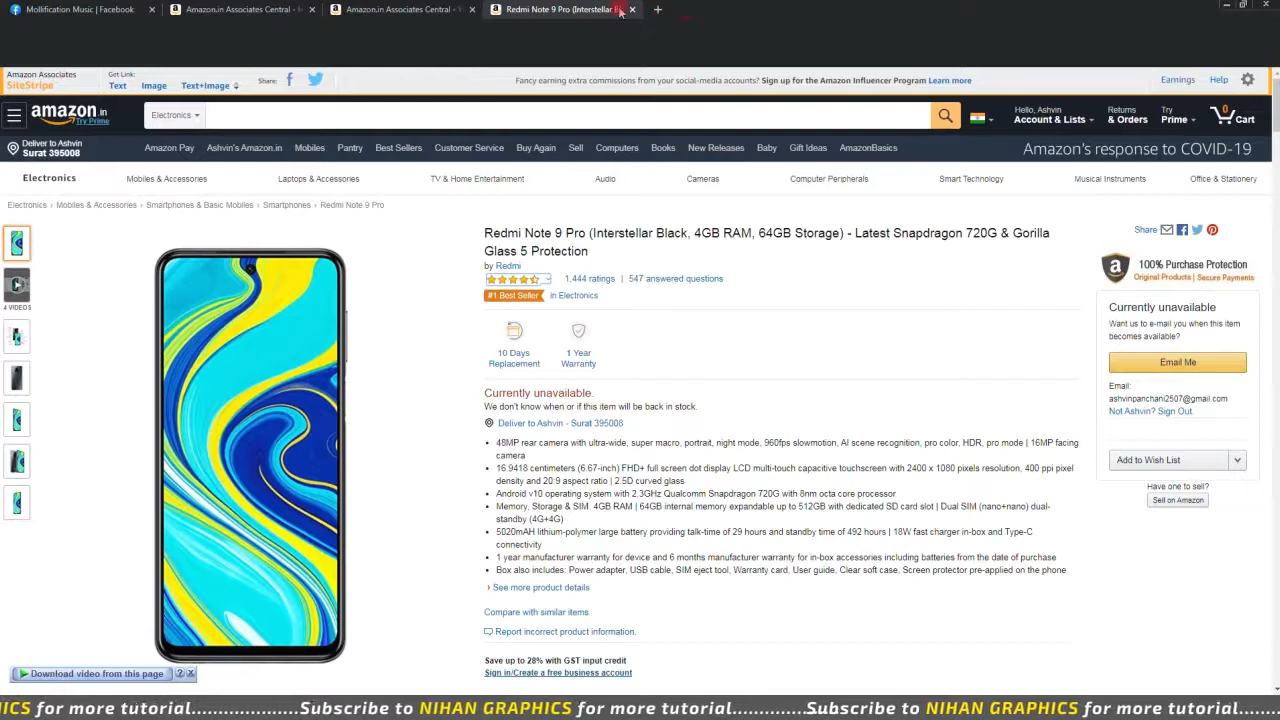 Mollification Music | Facebook
Amazon.in Associates Central -
Amazon.in Associates Central -
Redmi Note 9 Pro (Interstellar
Amazon Associates
SiteStripe
Get Link:
Text Image Text+Image
Share:
Fancy earning extra commissions from your social-media accounts? Sign up for the Amazon Influencer Program Learn more
Earnings Help
amazon.in
Try Prime
Electronics
Hello, Ashvin
Account & Lists
Returns
& Orders
Try
Prime
0
Cart
Deliver to Ashvin
Surat 395008
Amazon Pay Ashvin's Amazon.in Mobiles Pantry Best Sellers Customer Service Buy Again Sell Computers Books New Releases Baby Gift Ideas AmazonBasics
Amazon's response to COVID-19
Electronics Mobiles & Accessories Laptops & Accessories TV & Home Entertainment Audio Cameras Computer Peripherals Smart Technology Musical Instruments Office & Stationery
Electronics › Mobiles & Accessories › Smartphones & Basic Mobiles › Smartphones › Redmi Note 9 Pro
4 VIDEOS
Redmi Note 9 Pro (Interstellar Black, 4GB RAM, 64GB Storage) - Latest Snapdragon 720G & Gorilla
Glass 5 Protection
by Redmi
1,444 ratings | 547 answered questions
#1 Best Seller in Electronics
10 Days
Replacement
1 Year
Warranty
Currently unavailable.
We don't know when or if this item will be back in stock.
Deliver to Ashvin - Surat 395008
• 48MP rear camera with ultra-wide, super macro, portrait, night mode, 960fps slowmotion, AI scene recognition, pro color, HDR, pro mode | 16MP facing
camera
• 16.9418 centimeters (6.67-inch) FHD+ full screen dot display LCD multi-touch capacitive touchscreen with 2400 x 1080 pixels resolution, 400 ppi pixel
density and 20:9 aspect ratio | 2.5D curved glass
• Android v10 operating system with 2.3GHz Qualcomm Snapdragon 720G with 8nm octa core processor
• Memory, Storage & SIM: 4GB RAM | 64GB internal memory expandable up to 512GB with dedicated SD card slot | Dual SIM (nano+nano) dual-
standby (4G+4G)
• 5020mAH lithium-polymer large battery providing talk-time of 29 hours and standby time of 492 hours | 18W fast charger in-box and Type-C
connectivity
• 1 year manufacturer warranty for device and 6 months manufacturer warranty for in-box accessories including batteries from the date of purchase
• Box also includes: Power adapter, USB cable, SIM eject tool, Warranty card, User guide, Clear soft case, Screen protector pre-applied on the phone
› See more product details
Compare with similar items
Report incorrect product information.
Save up to 28% with GST input credit
Sign in/Create a free business account
Share
100% Purchase Protection
Original Products | Secure Payments
Currently unavailable
Want us to e-mail you when this item
becomes available?
Email Me
Email:
ashvinpanchani2507@gmail.com
Not Ashvin? Sign Out.
Add to Wish List
Have one to sell?
Sell on Amazon
Download video from this page ? X
ICS for more tutorial.....................Subscribe to NIHAN GRAPHICS for more tutorial.....................Subscribe to NIHAN GRAPHICS for more tutorial.......